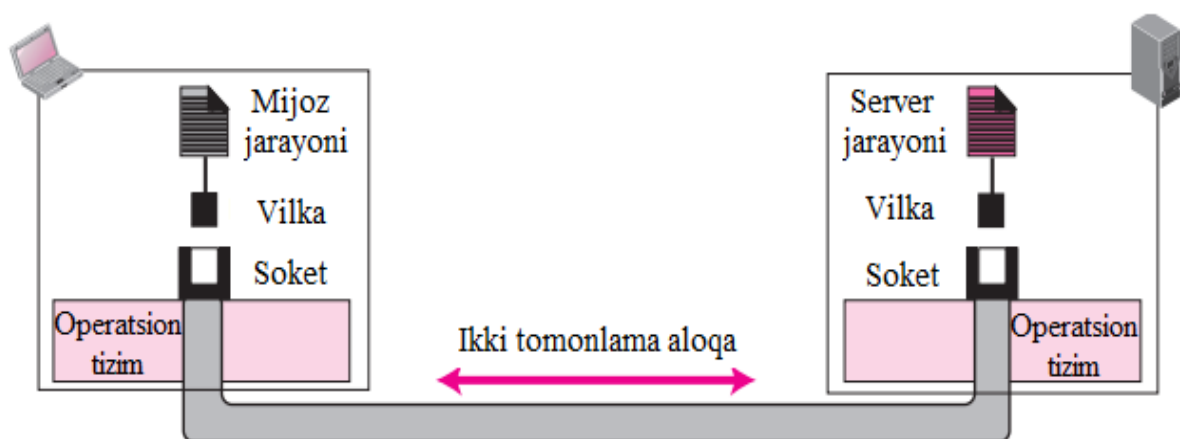 Mijoz
jarayoni
Vilka
Soket
Operatsion
tizim
Ikki tomonlama aloqa
Server
jarayoni
Vilka
Soket
Operatsion
tizim